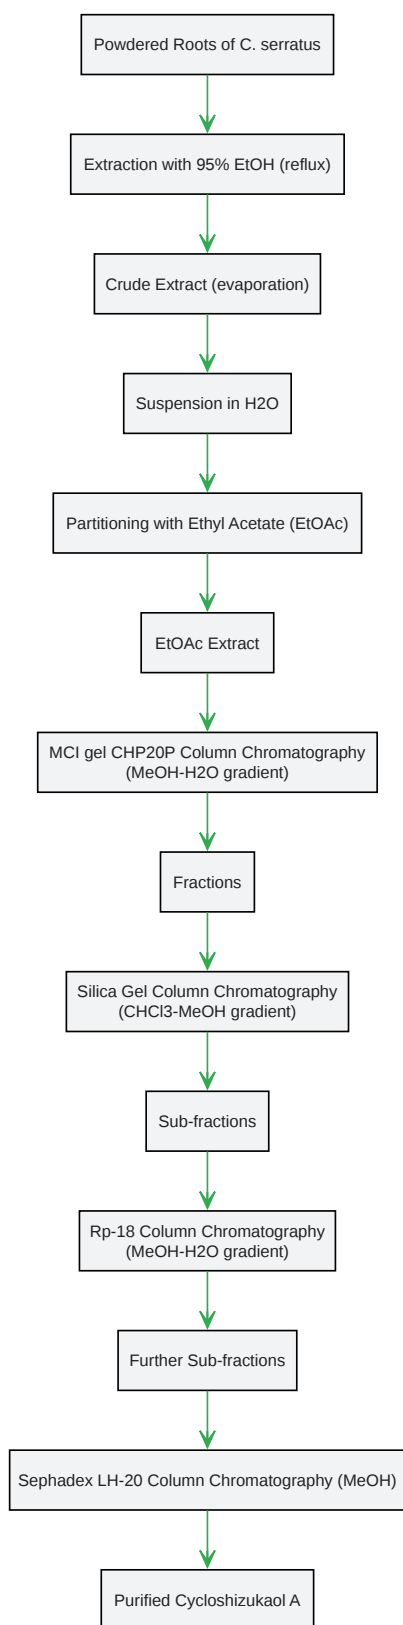 Powdered Roots of C. serratus
Extraction with 95% EtOH (reflux)
Crude Extract (evaporation)
Suspension in H2O
Partitioning with Ethyl Acetate (EtOAc)
EtOAc Extract
MCI gel CHP20P Column Chromatography
(MeOH-H2O gradient)
Fractions
Silica Gel Column Chromatography
(CHCl3-MeOH gradient)
Sub-fractions
Rp-18 Column Chromatography
(MeOH-H2O gradient)
Further Sub-fractions
Sephadex LH-20 Column Chromatography (MeOH)
Purified Cycloshizukaol A